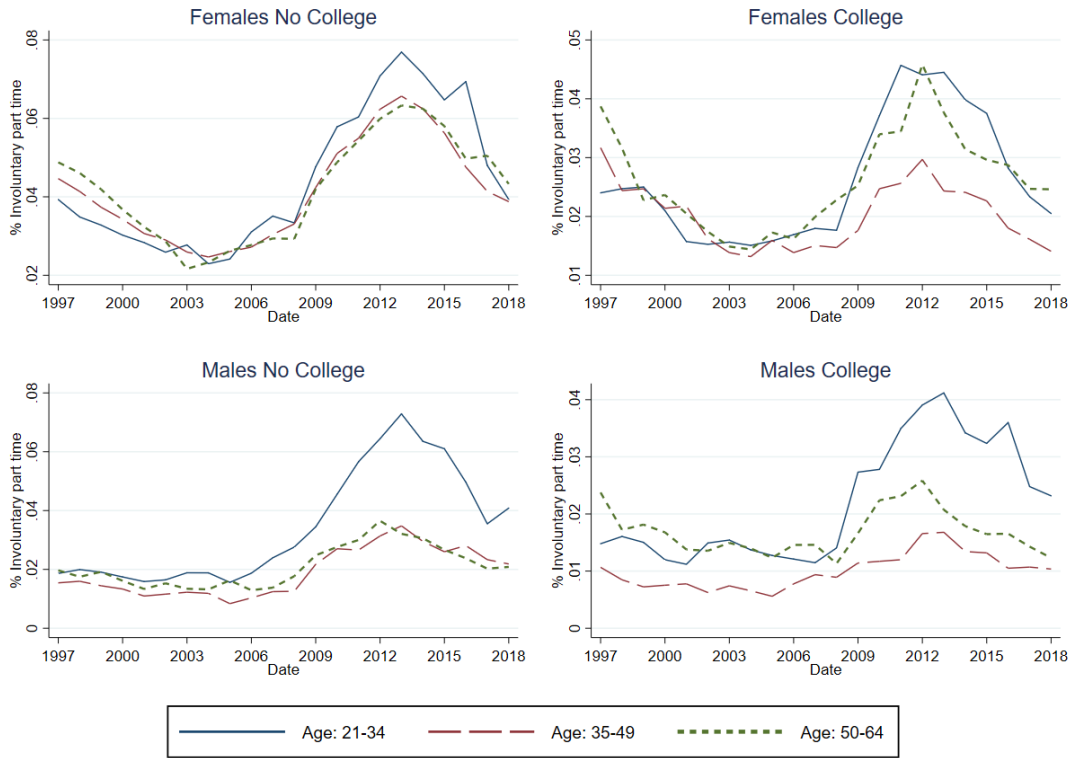 Females No College
Females College
% Involuntary part time
.08
.06
.04
.02
1997 2000 2003 2006 2009 2012 2015 2018
Date
% Involuntary part time
.05
.04
.03
.02
.01
1997 2000 2003 2006 2009 2012 2015 2018
Date
Males No College
Males College
% Involuntary part time
.08
.06
.04
.02
0
1997 2000 2003 2006 2009 2012 2015 2018
Date
% Involuntary part time
.04
.03
.02
.01
0
1997 2000 2003 2006 2009 2012 2015 2018
Date
Age: 21-34 Age: 35-49 Age: 50-64